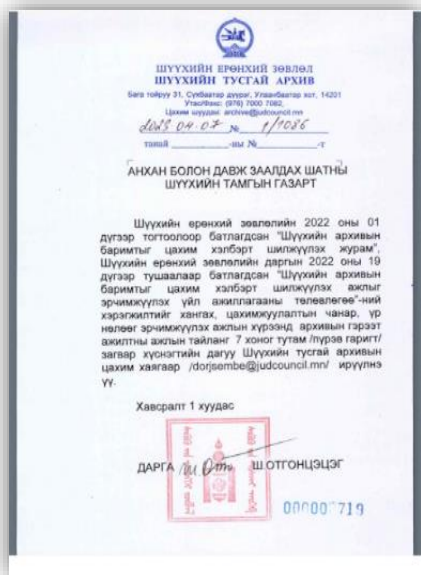 ШҮҮХИЙН ЕРӨНХИЙ ЗӨВЛӨЛ
ШҮҮХИЙН ТУСГАЙ АРХИВ
Бага тойруу 31, Сүхбаатар дүүрэг, Улаанбаатар хот, 14201
Утас/Факс: (976) 7000 7082,
Цахим шуудан: archive@judcouncil.mn
2023 04.07 № 1/1086
танай -ны № -т
АНХАН БОЛОН ДАВЖ ЗААЛДАХ ШАТНЫ
ШҮҮХИЙН ТАМГЫН ГАЗАРТ
Шүүхийн ерөнхий зөвлөлийн 2022 оны 01
дүгээр тогтоолоор батлагдсан "Шүүхийн архивын
баримтыг цахим хэлбэрт шилжүүлэх журам",
Шүүхийн ерөнхий зөвлөлийн даргын 2022 оны 19
дүгээр тушаалаар батлагдсан "Шүүхийн архивын
баримтыг цахим хэлбэрт шилжүүлэх ажлыг
эрчимжүүлэх үйл ажиллагааны төлөвлөгөө"-ний
хэрэгжилтийг хангах, цахимжуулалтын чанар, үр
нөлөөг эрчимжүүлэх ажлын хүрээнд архивын гэрээт
ажилтны ажлын тайланг 7 хоног тутам /пүрэв гаригт/
загвар хүснэгтийн дагуу Шүүхийн тусгай архивын
цахим хаягаар /dorjsembe@judcouncil.mn/ ирүүлнэ
үү.
Хавсралт 1 хуудас
ДАРГА Ш.ОТГОНЦЭЦЭГ
000000719